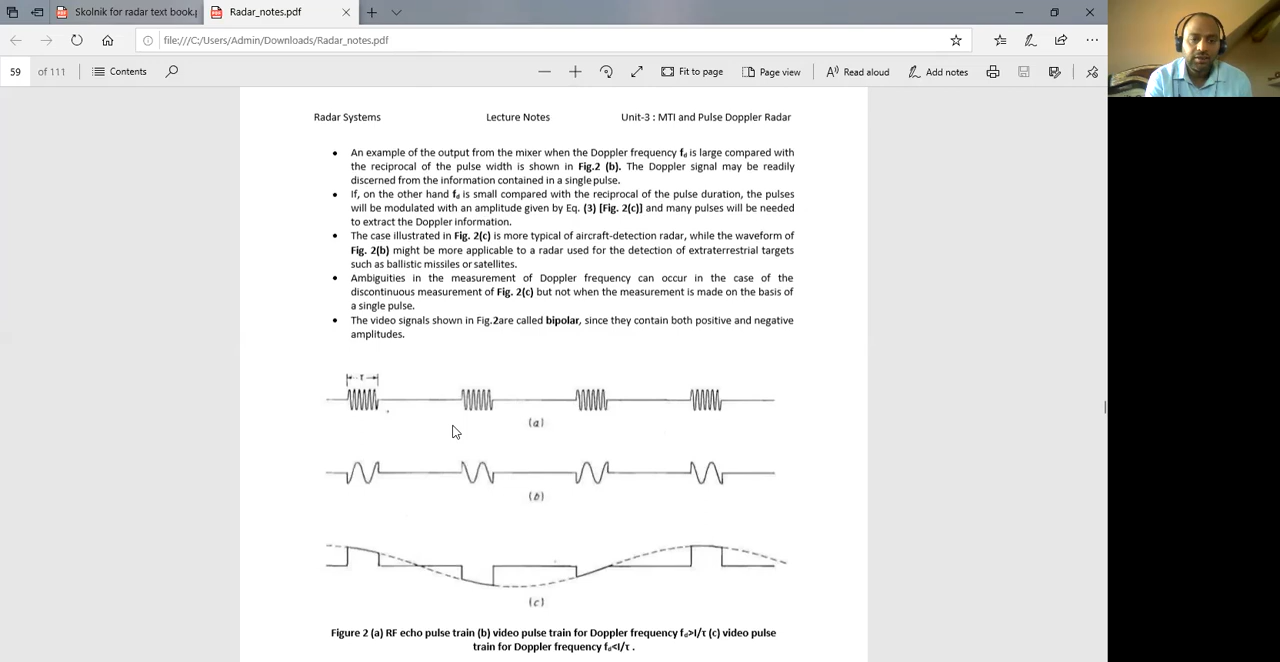 Skolnik for radar text book.p
Radar_notes.pdf
file:///C:/Users/Admin/Downloads/Radar_notes.pdf
59 of 111
Contents
Fit to page
Page view
Read aloud
Add notes
Radar Systems Lecture Notes Unit-3 : MTI and Pulse Doppler Radar
• An example of the output from the mixer when the Doppler frequency fd is large compared with
the reciprocal of the pulse width is shown in Fig.2 (b). The Doppler signal may be readily
discerned from the information contained in a single pulse.
• If, on the other hand fd is small compared with the reciprocal of the pulse duration, the pulses
will be modulated with an amplitude given by Eq. (3) [Fig. 2(c)] and many pulses will be needed
to extract the Doppler information.
• The case illustrated in Fig. 2(c) is more typical of aircraft-detection radar, while the waveform of
Fig. 2(b) might be more applicable to a radar used for the detection of extraterrestrial targets
such as ballistic missiles or satellites.
• Ambiguities in the measurement of Doppler frequency can occur in the case of the
discontinuous measurement of Fig. 2(c) but not when the measurement is made on the basis of
a single pulse.
• The video signals shown in Fig.2are called bipolar, since they contain both positive and negative
amplitudes.
τ
(a)
(b)
(c)
Figure 2 (a) RF echo pulse train (b) video pulse train for Doppler frequency fd>I/τ (c) video pulse
train for Doppler frequency fd<I/τ .